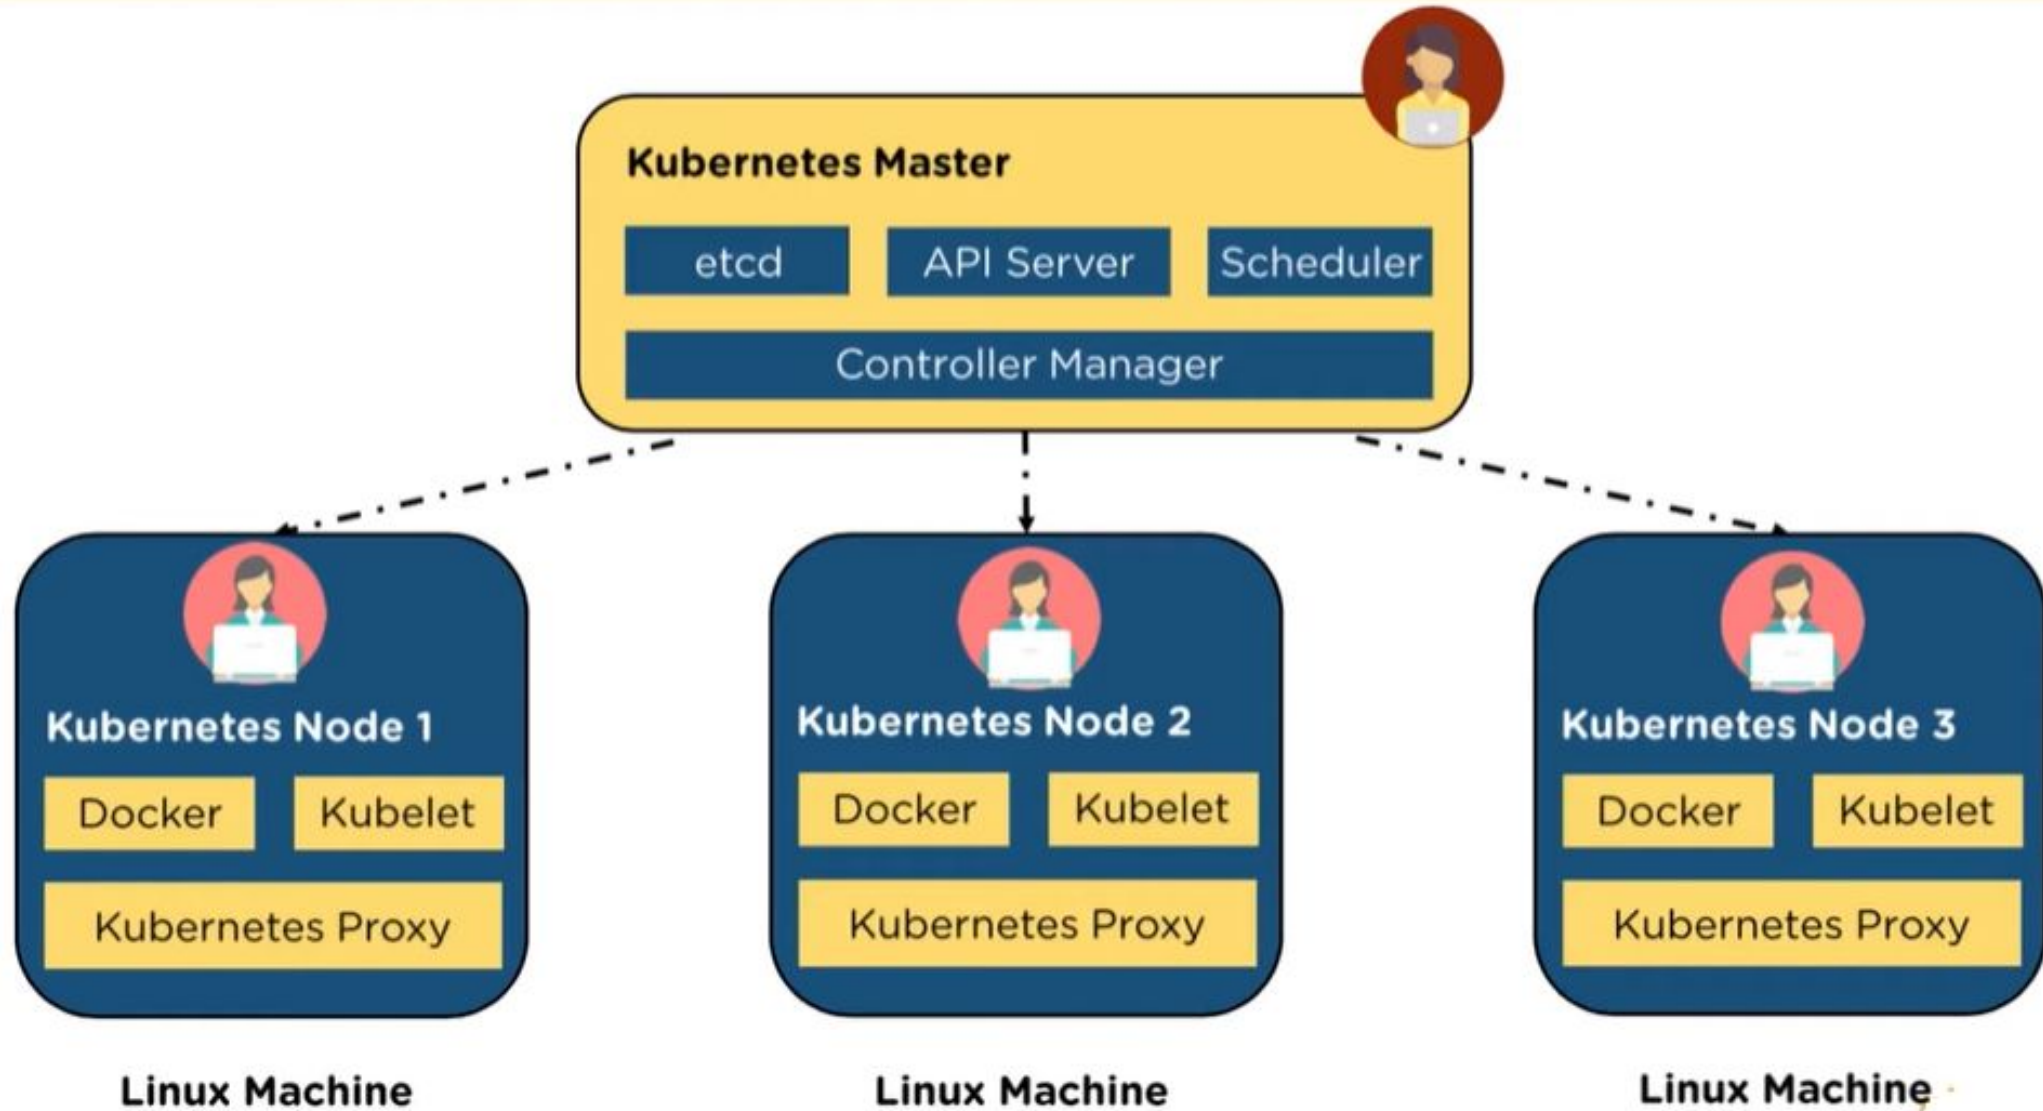 Kubernetes Master
etcd
API Server
Scheduler
Controller Manager
Kubernetes Node 1
Docker
Kubelet
Kubernetes Proxy
Linux Machine
Kubernetes Node 2
Docker
Kubelet
Kubernetes Proxy
Linux Machine
Kubernetes Node 3
Docker
Kubelet
Kubernetes Proxy
Linux Machine